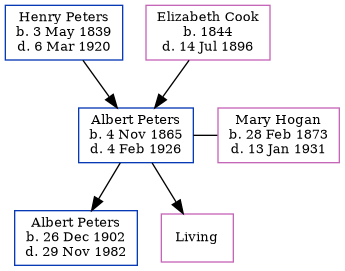 Henry Peters
b. 3 May 1839
d. 6 Mar 1920
Elizabeth Cook
b. 1844
d. 14 Jul 1896
Albert Peters
b. 4 Nov 1865
d. 4 Feb 1926
Mary Hogan
b. 28 Feb 1873
d. 13 Jan 1931
Albert Peters
b. 26 Dec 1902
d. 29 Nov 1982
Living